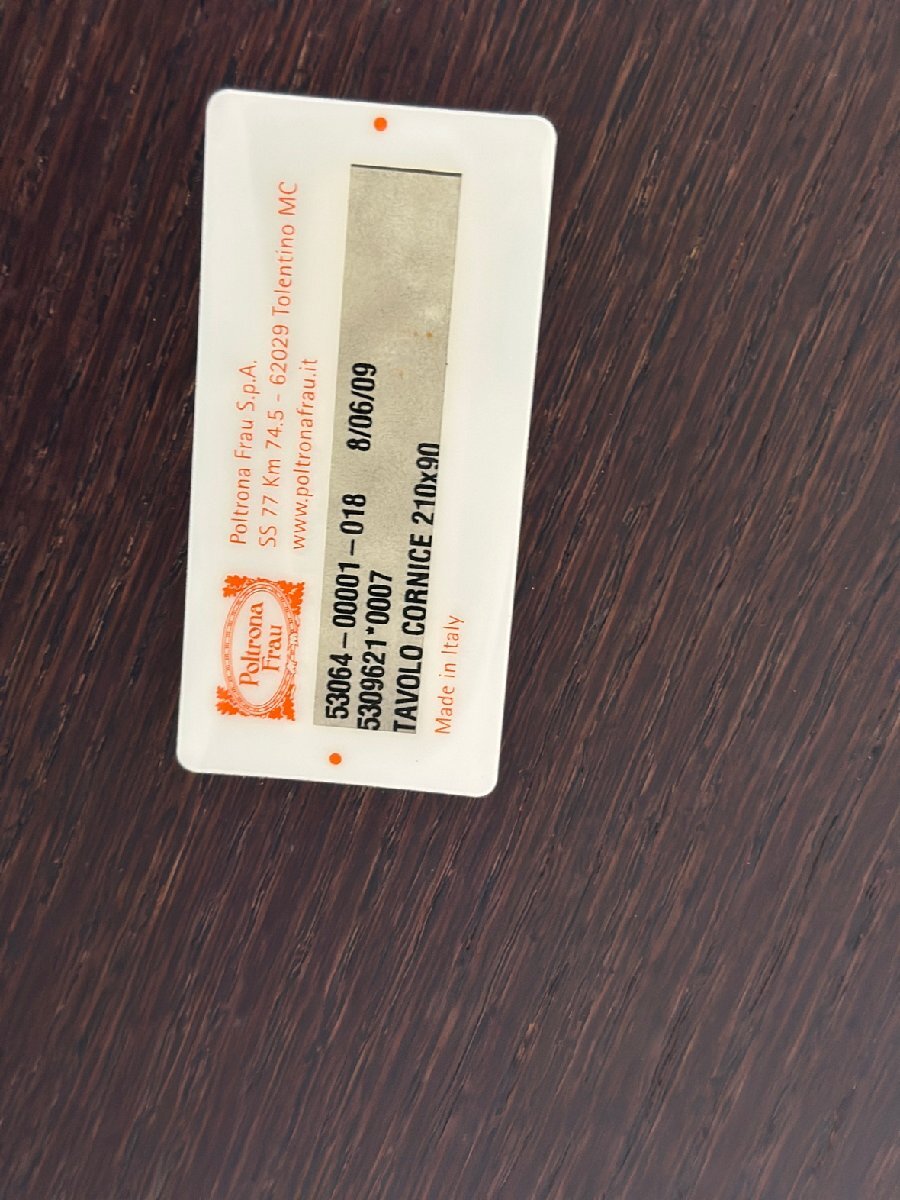 Poltrona
Frau
Poltrona Frau S.p.A.
SS 77 Km 74.5 - 62029 Tolentino MC
www.poltronafrau.it
53064-00001-018 8/06/09
5309621*0007
TAVOLO CORNICE 210x90
Made in Italy